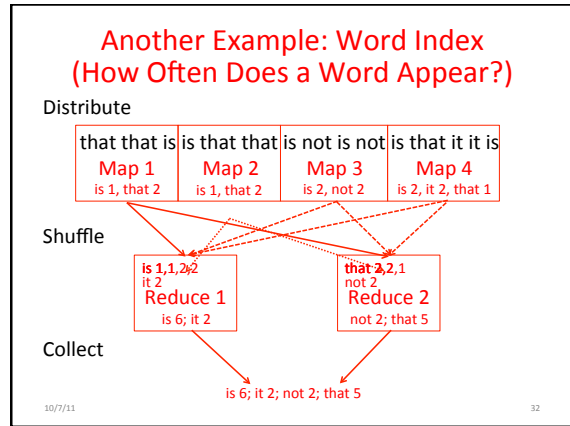 Another Example: Word Index
(How Often Does a Word Appear?)
Distribute
that that is is that that is not is not is that it it is
Map 1 Map 2 Map 3 Map 4
is 1, that 2 is 1, that 2 is 2, not 2 is 2, it 2, that 1
Shuffle
is 1,1,2,2 that 2,2,1
it 2 not 2
Reduce 1 Reduce 2
is 6; it 2 not 2; that 5
Collect
is 6; it 2; not 2; that 5
10/7/11 32